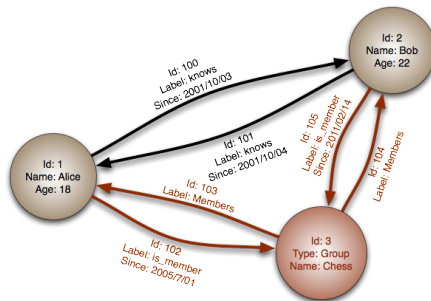 Id: 2
Name: Bob
Age: 22
Id: 100
Label: knows
Since: 2001/10/03
Id: 101
Label: knows
Since: 2001/10/04
Id: 105
Label: is_member
Since: 2011/02/14
Id: 104
Label: Members
Id: 1
Name: Alice
Age: 18
Id: 103
Label: Members
Id: 102
Label: is_member
Since: 2005/7/01
Id: 3
Type: Group
Name: Chess